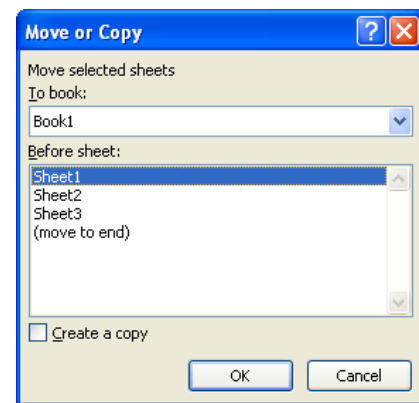 Move or Copy
Move selected sheets
To book:
Book1
Before sheet:
Sheet1
Sheet2
Sheet3
(move to end)
Create a copy
OK Cancel